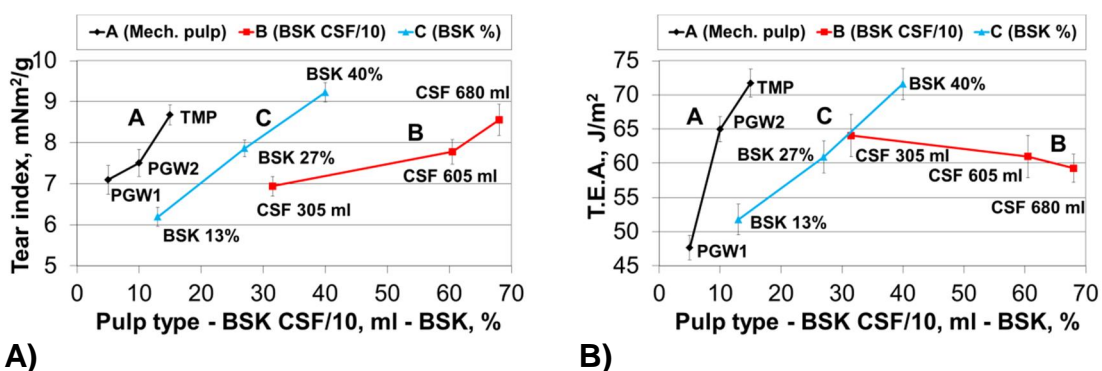 A (Mech. pulp) B (BSK CSF/10) C (BSK %)
10
9
8
7
6
5
Tear index, mNm²/g
BSK 40%
CSF 680 ml
A
TMP
C
B
PGW2
BSK 27%
CSF 605 ml
PGW1
CSF 305 ml
BSK 13%
0 10 20 30 40 50 60 70
Pulp type - BSK CSF/10, ml - BSK, %
A)
A (Mech. pulp) B (BSK CSF/10) C (BSK %)
75
70
65
60
55
50
45
T.E.A., J/m²
TMP
BSK 40%
A
PGW2
C
B
BSK 27%
CSF 305 ml
CSF 605 ml
CSF 680 ml
BSK 13%
PGW1
0 10 20 30 40 50 60 70
Pulp type - BSK CSF/10, ml - BSK, %
B)